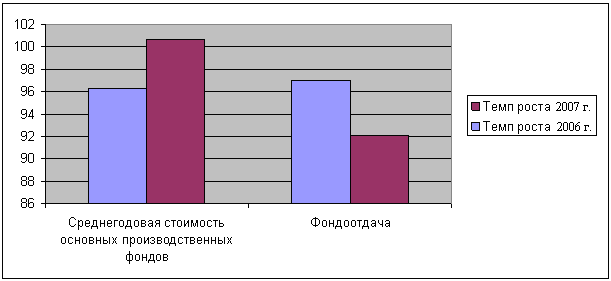 102
100
98
96
94
92
90
88
86
Среднегодовая стоимость
основных производственных
фондов
Фондоотдача
Темп роста 2007 г.
Темп роста 2006 г.